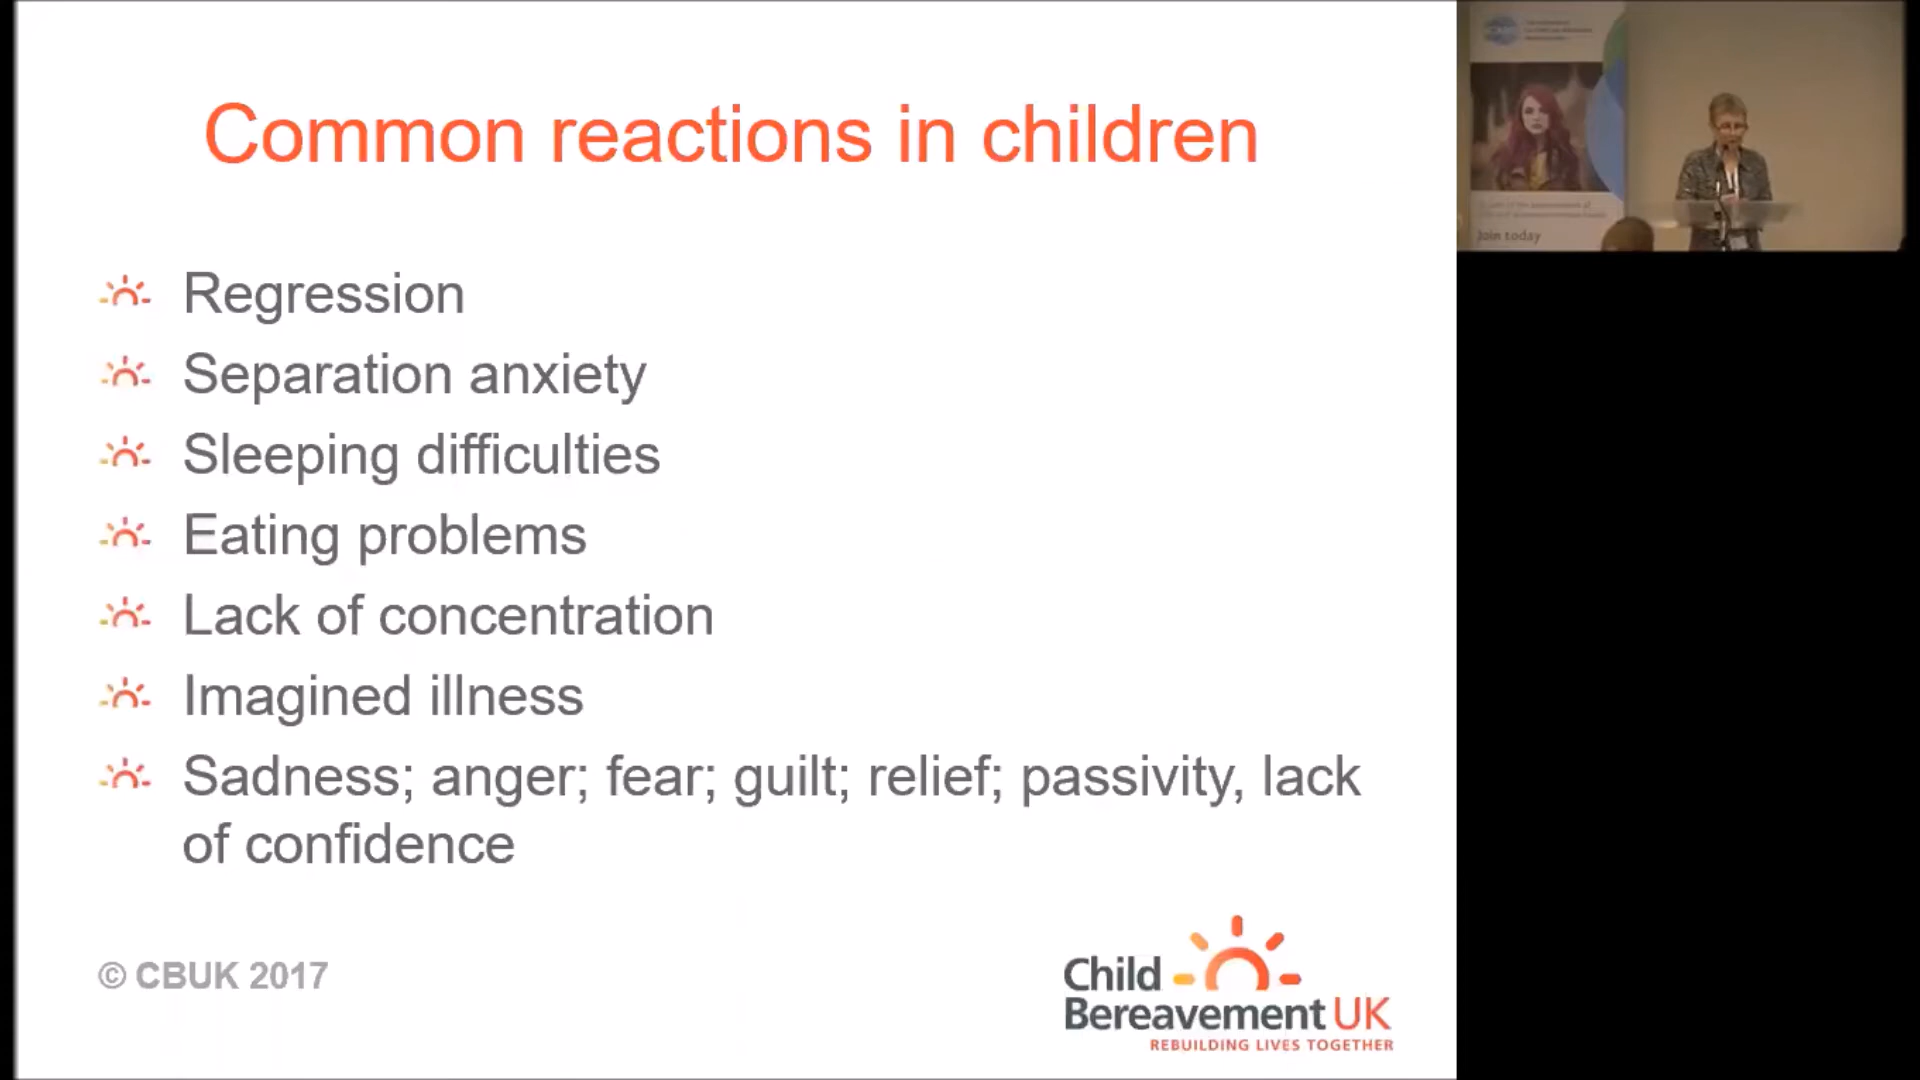 Common reactions in children
Regression
Separation anxiety
Sleeping difficulties
Eating problems
Lack of concentration
Imagined illness
Sadness; anger; fear; guilt; relief; passivity, lack
of confidence
© CBUK 2017
Child
Bereavement UK
REBUILDING LIVES TOGETHER
Join today